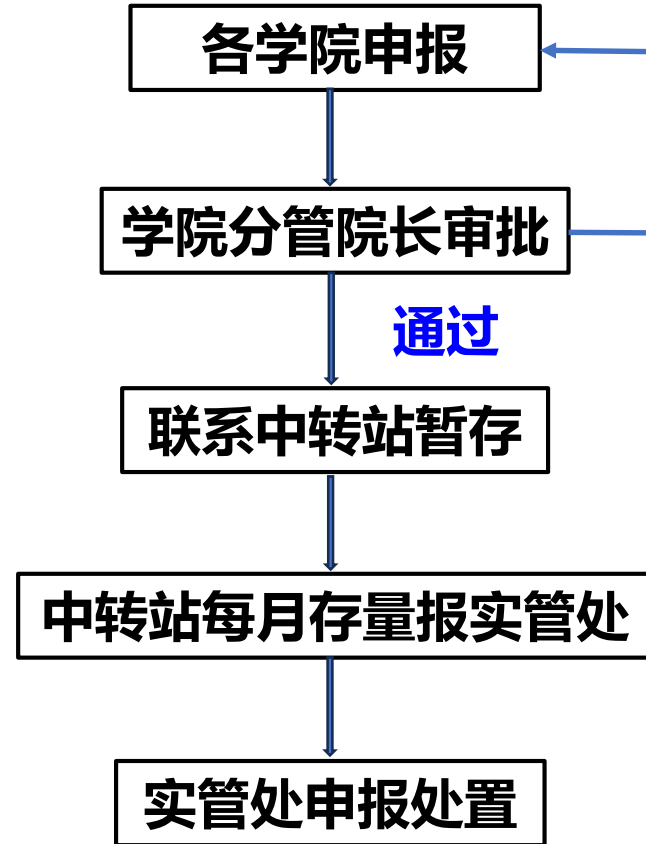 各学院申报
学院分管院长审批
通过
联系中转站暂存
中转站每月存量报实管处
实管处申报处置